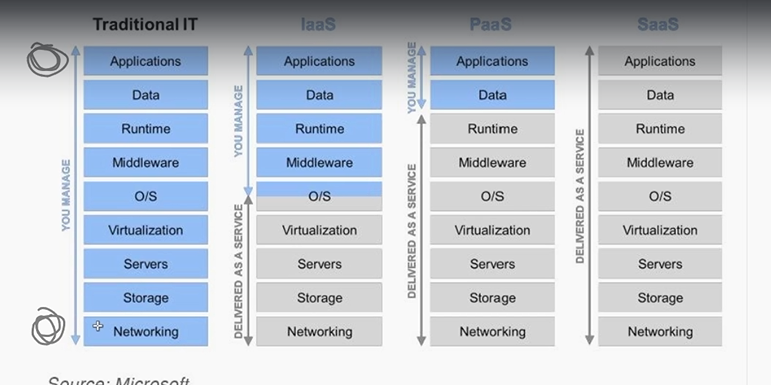 Traditional IT IaaS PaaS SaaS
YOU MANAGE
Applications
Data
Runtime
Middleware
O/S
Virtualization
Servers
Storage
Networking
YOU MANAGE
DELIVERED AS A SERVICE
Applications
Data
Runtime
Middleware
O/S
Virtualization
Servers
Storage
Networking
YOU MANAGE
DELIVERED AS A SERVICE
Applications
Data
Runtime
Middleware
O/S
Virtualization
Servers
Storage
Networking
DELIVERED AS A SERVICE
Applications
Data
Runtime
Middleware
O/S
Virtualization
Servers
Storage
Networking
Source: Microsoft